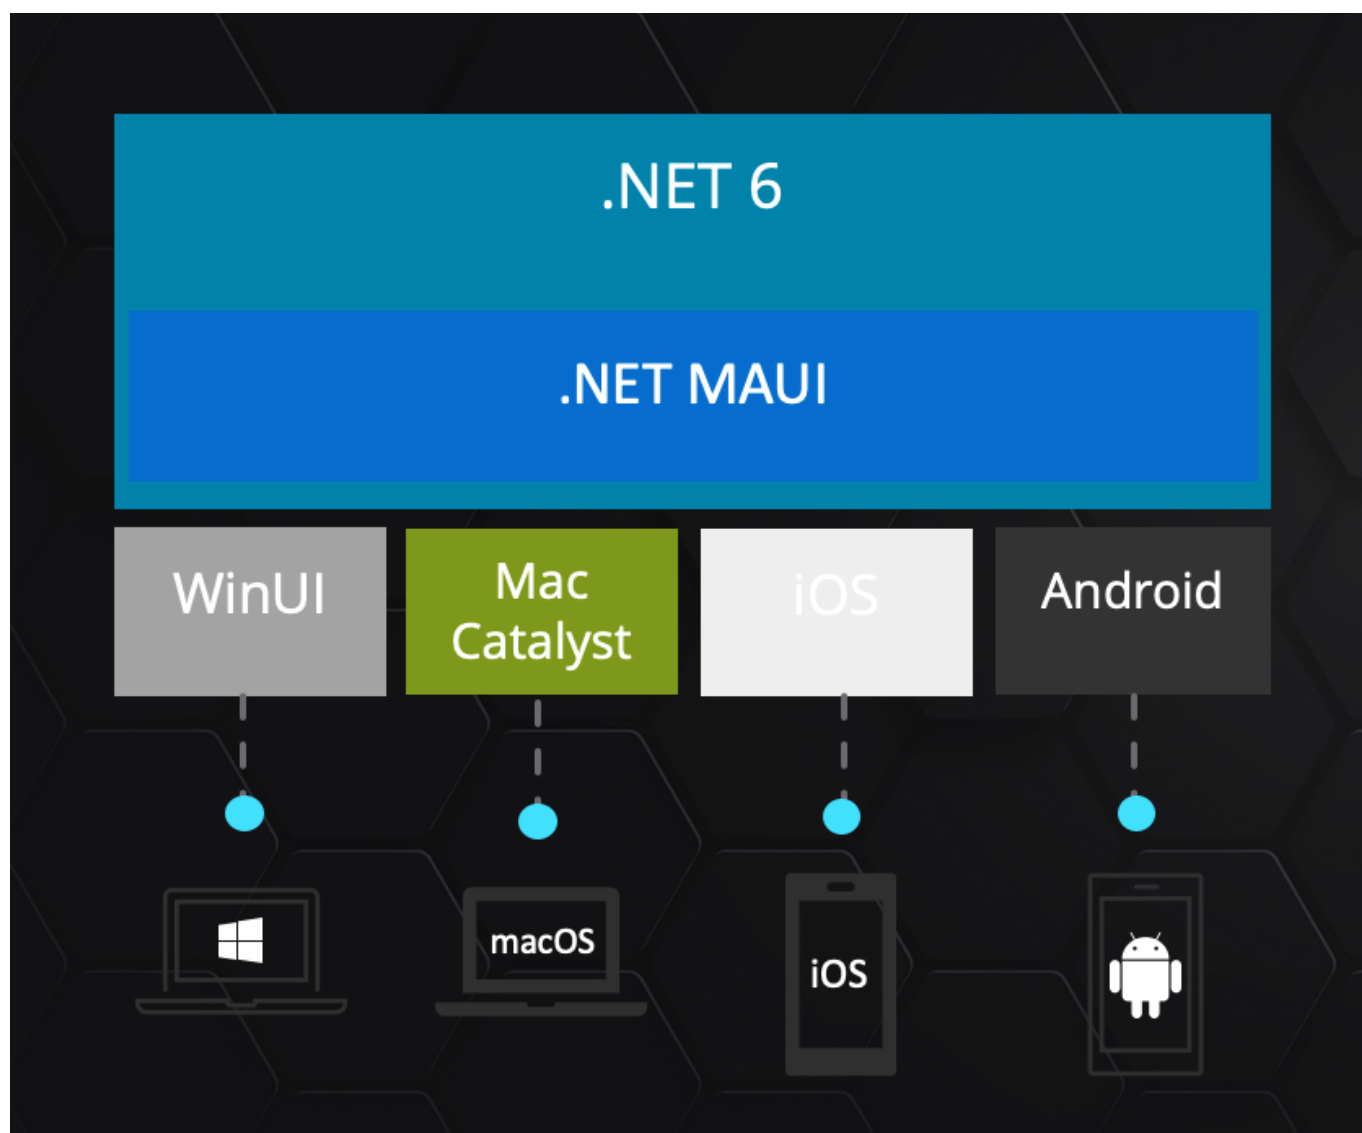 .NET 6
.NET MAUI
WinUI
Mac
Catalyst
iOS
Android
macOS
iOS